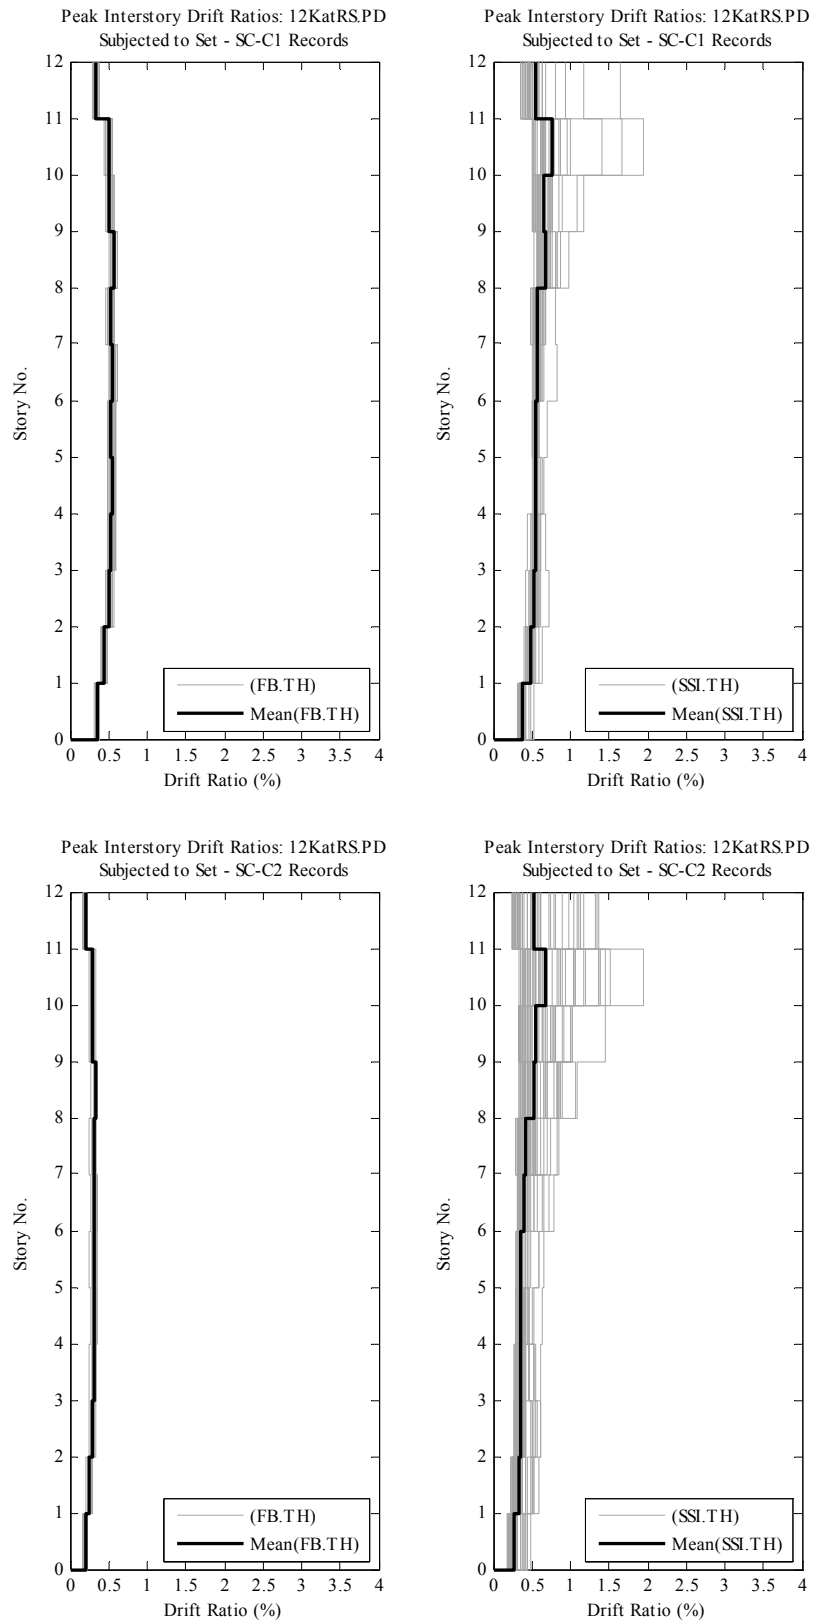 Peak Interstory Drift Ratios: 12KatRS.PD
Subjected to Set - SC-C1 Records
12
11
10
9
8
7
6
5
4
3
2
1
0
Story No.
(FB.TH)
Mean(FB.TH)
0 0.5 1 1.5 2 2.5 3 3.5 4
Drift Ratio (%)
Peak Interstory Drift Ratios: 12KatRS.PD
Subjected to Set - SC-C1 Records
12
11
10
9
8
7
6
5
4
3
2
1
0
Story No.
(SSI.TH)
Mean(SSI.TH)
0 0.5 1 1.5 2 2.5 3 3.5 4
Drift Ratio (%)
Peak Interstory Drift Ratios: 12KatRS.PD
Subjected to Set - SC-C2 Records
12
11
10
9
8
7
6
5
4
3
2
1
0
Story No.
(FB.TH)
Mean(FB.TH)
0 0.5 1 1.5 2 2.5 3 3.5 4
Drift Ratio (%)
Peak Interstory Drift Ratios: 12KatRS.PD
Subjected to Set - SC-C2 Records
12
11
10
9
8
7
6
5
4
3
2
1
0
Story No.
(SSI.TH)
Mean(SSI.TH)
0 0.5 1 1.5 2 2.5 3 3.5 4
Drift Ratio (%)